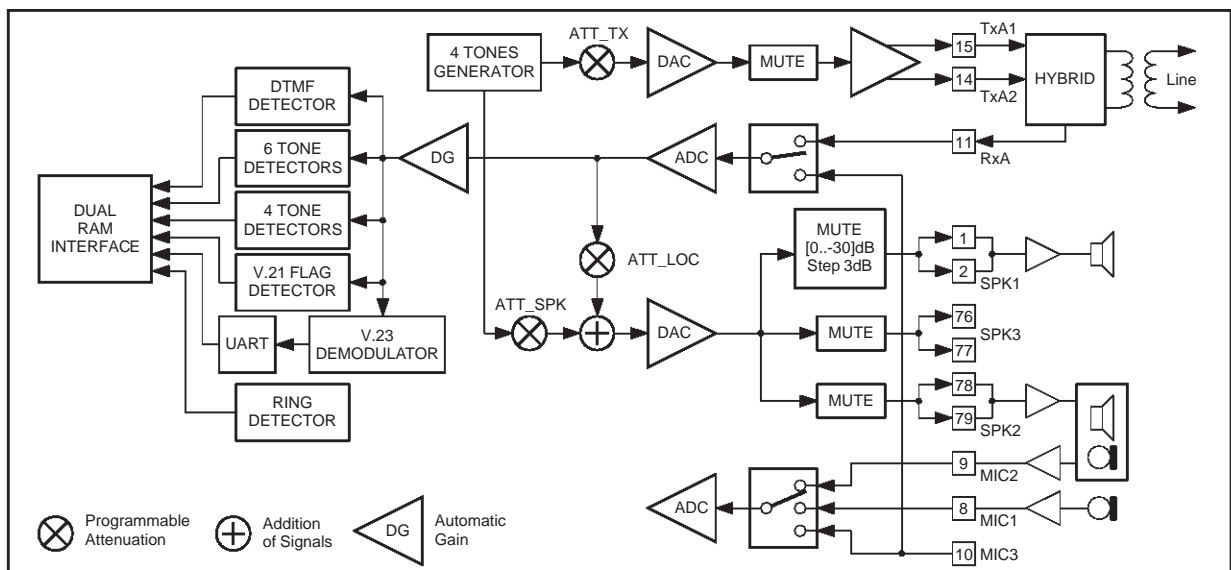 4 TONES
GENERATOR
ATT_TX
DAC
MUTE
15
TxA1
14
TxA2
HYBRID
Line
DTMF
DETECTOR
6 TONE
DETECTORS
4 TONE
DETECTORS
V.21 FLAG
DETECTOR
UART
V.23
DEMODULATOR
RING
DETECTOR
DUAL
RAM
INTERFACE
DG
ADC
11
RxA
ATT_LOC
ATT_SPK
DAC
MUTE
[0..-30]dB
Step 3dB
1
2
SPK1
MUTE
76
77
SPK3
MUTE
78
79
SPK2
ADC
9
MIC2
8
MIC1
10
MIC3
Programmable
Attenuation
Addition
of Signals
DG
Automatic
Gain